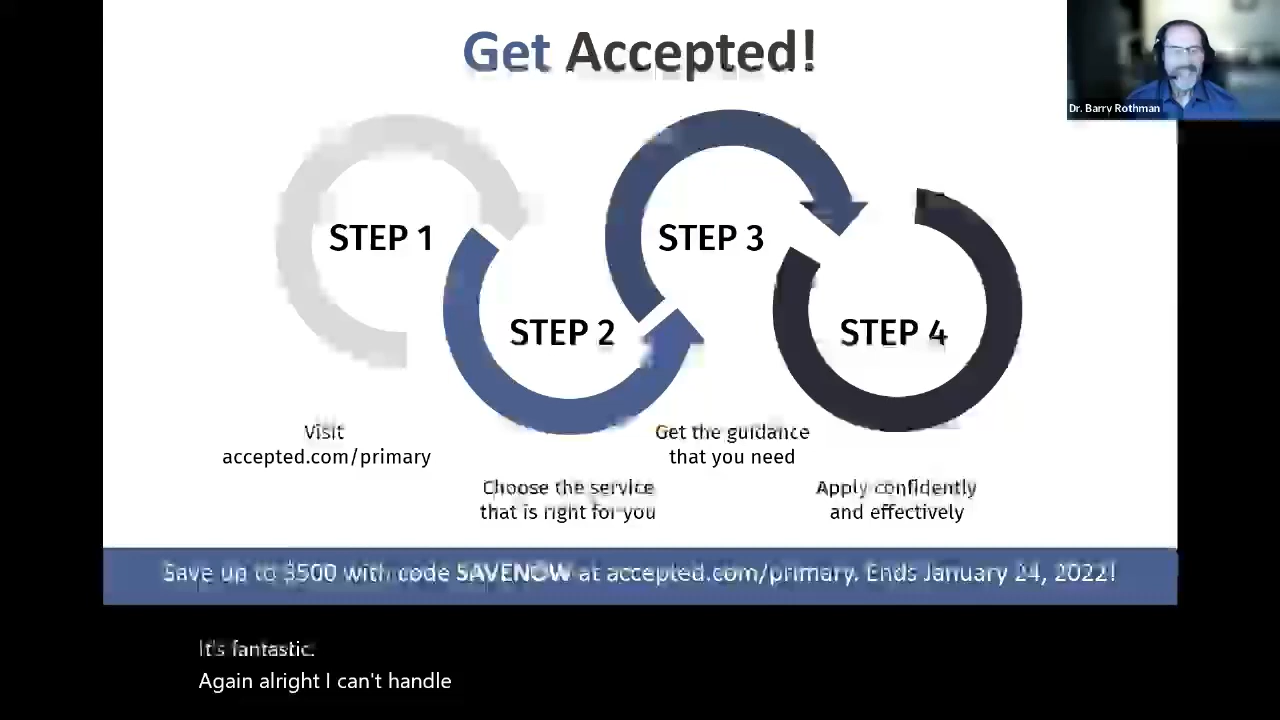 Get Accepted!
Dr. Barry Rothman
STEP 1
STEP 3
STEP 2
STEP 4
Visit
accepted.com/primary
Get the guidance
that you need
Choose the service
that is right for you
Apply confidently
and effectively
Save up to $500 with code SAVENOW at accepted.com/primary. Ends January 24, 2022!
It's fantastic.
Again alright I can't handle